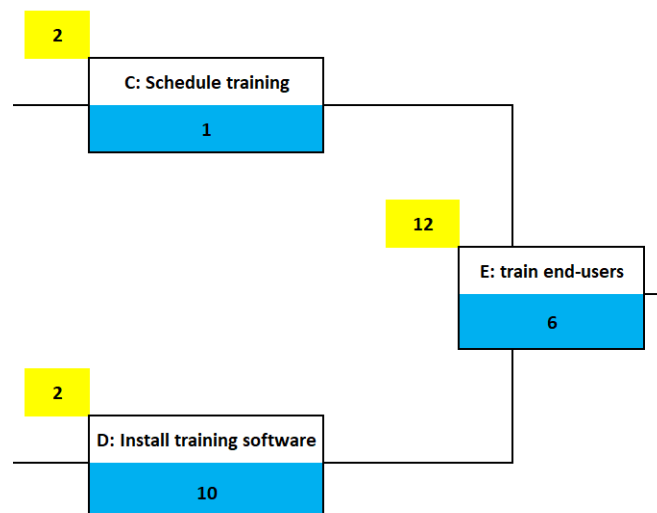 2
C: Schedule training
1
12
E: train end-users
6
2
D: Install training software
10